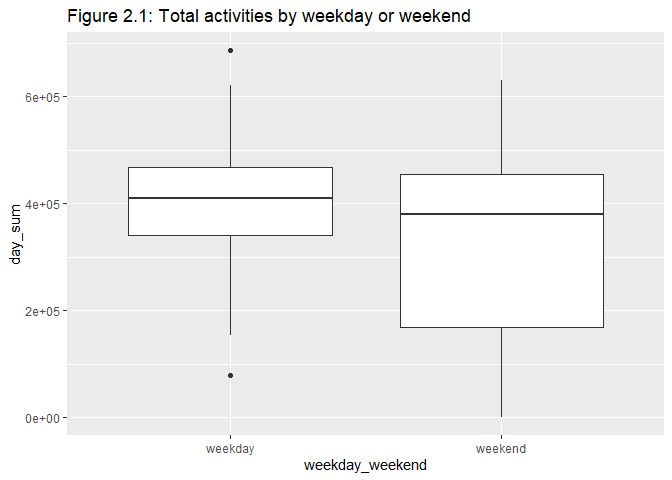 Figure 2.1: Total activities by weekday or weekend
6e+05
4e+05
2e+05
0e+00
day_sum
weekday
weekend
weekday_weekend